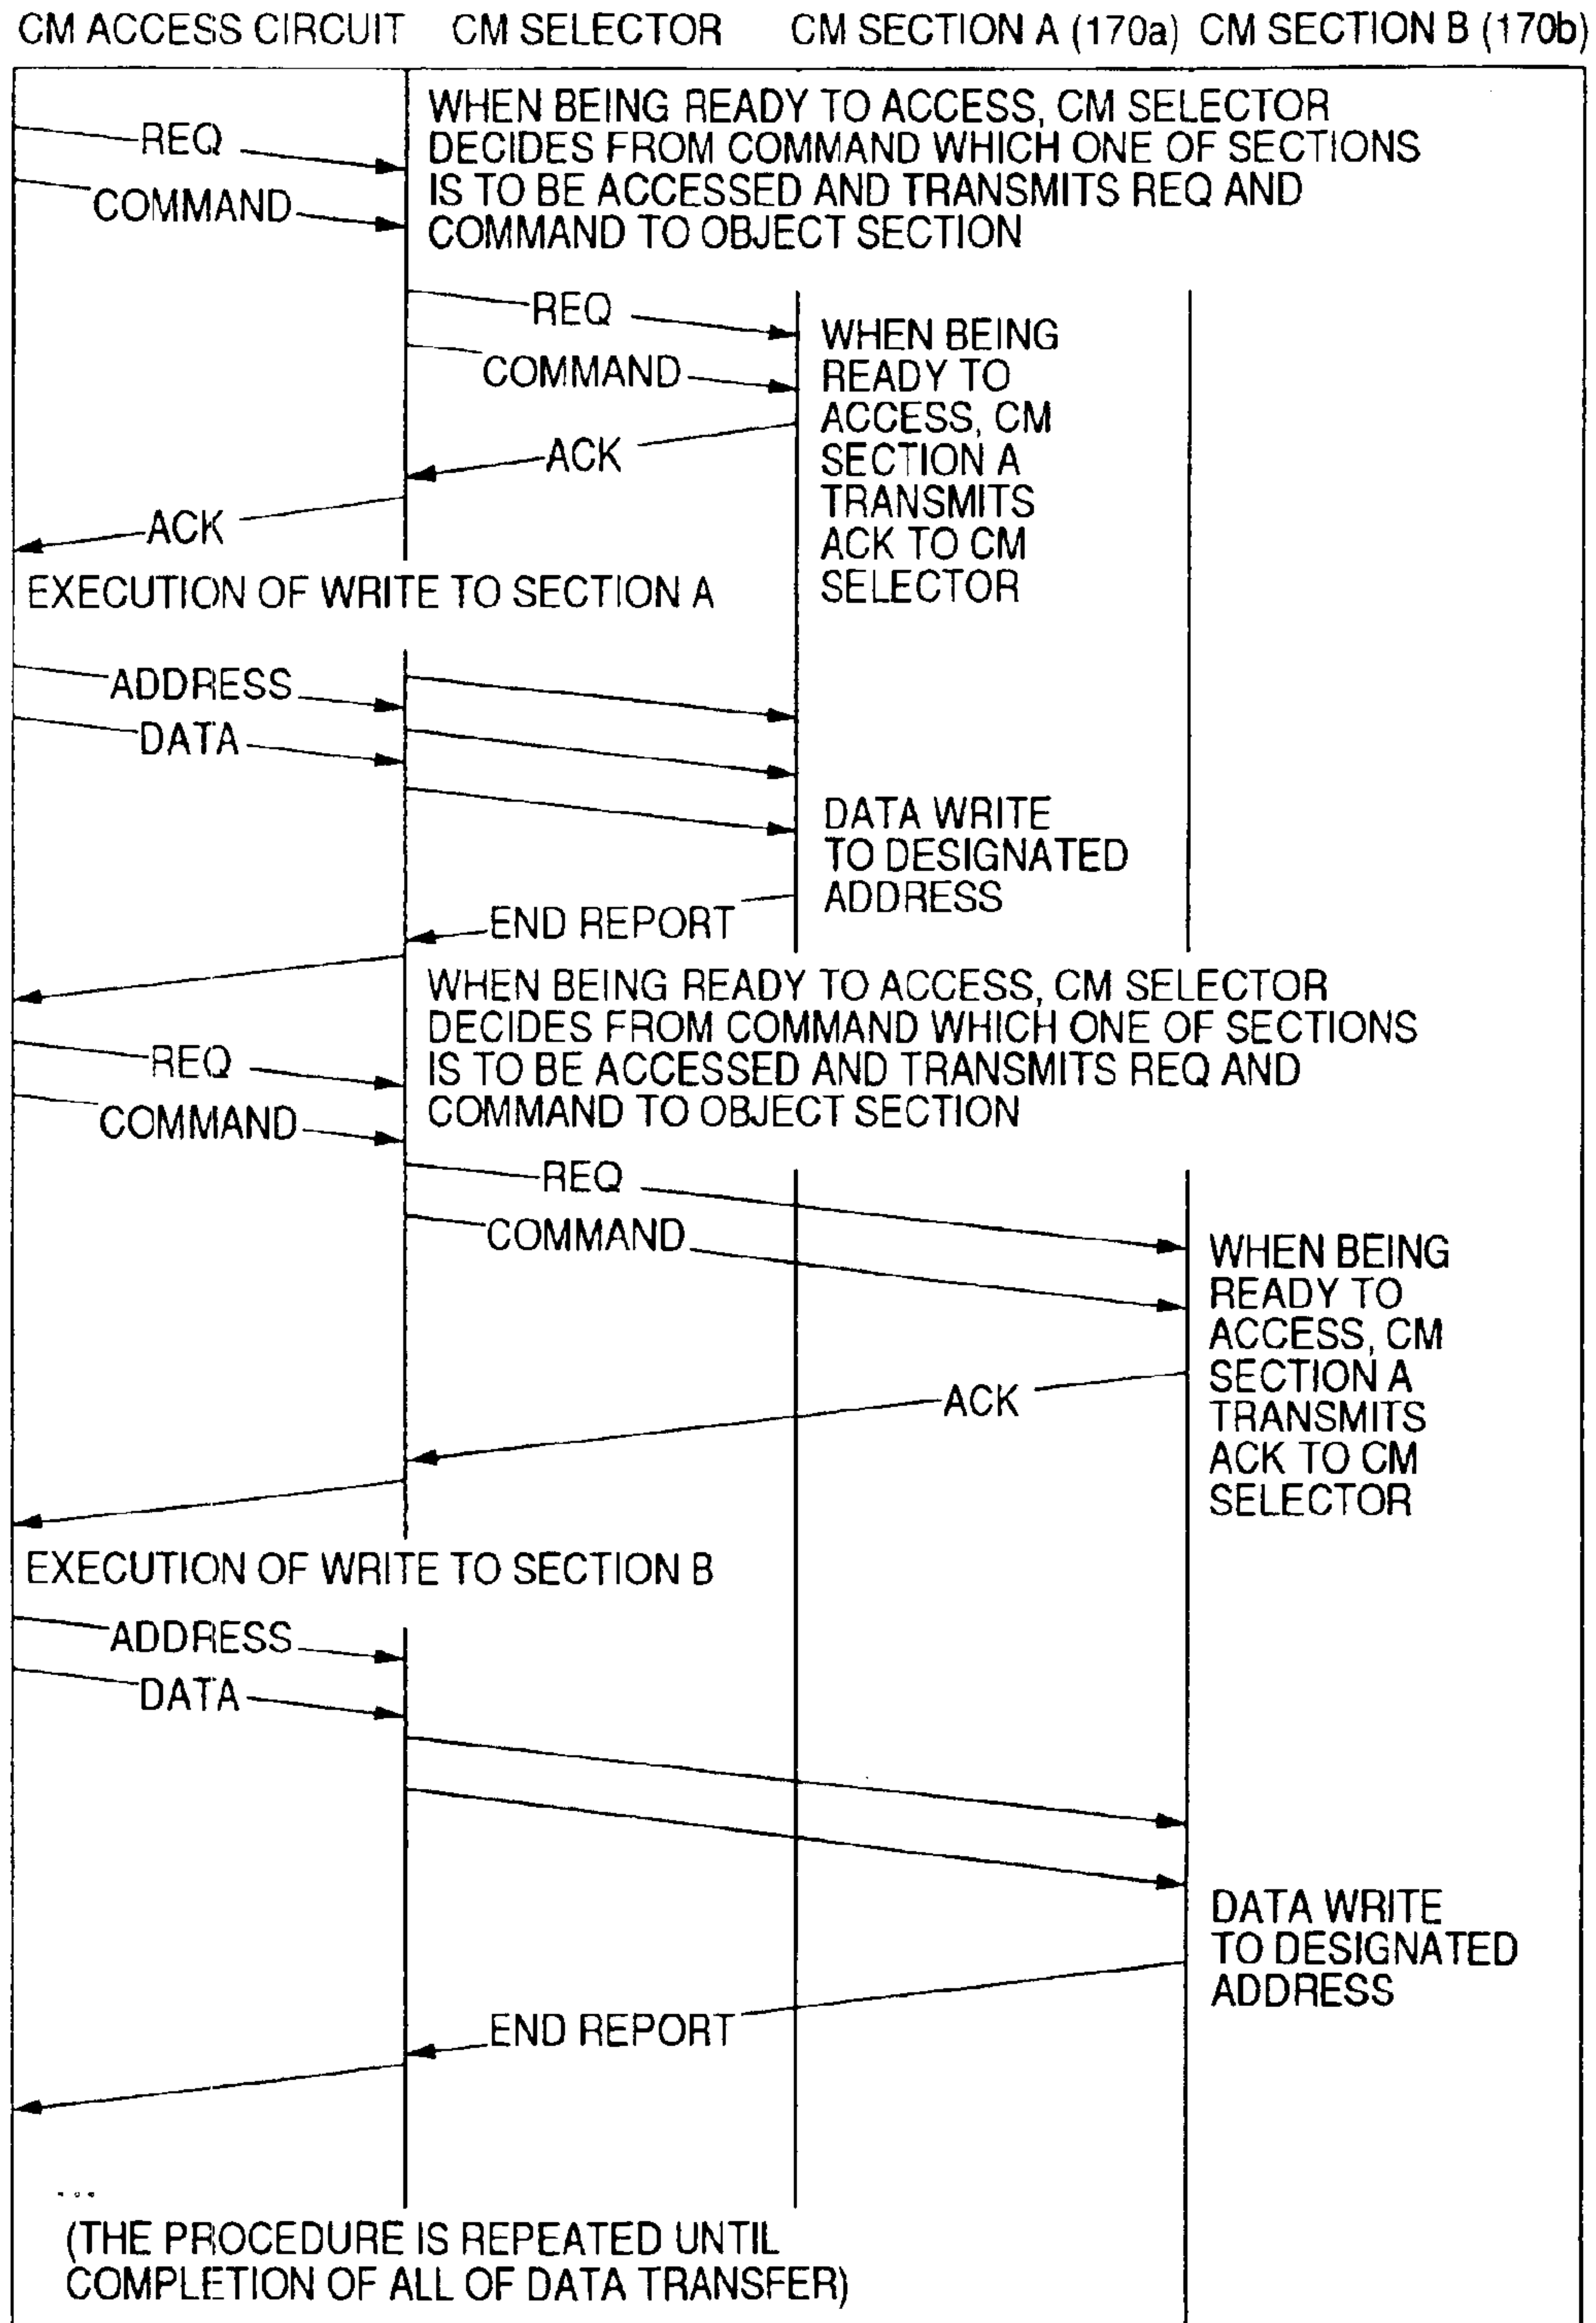 CM ACCESS CIRCUIT CM SELECTOR CM SECTION A (170a) CM SECTION B (170b)
WHEN BEING READY TO ACCESS, CM SELECTOR
DECIDES FROM COMMAND WHICH ONE OF SECTIONS
IS TO BE ACCESSED AND TRANSMITS REQ AND
COMMAND TO OBJECT SECTION
REQ
COMMAND
REQ
COMMAND
WHEN BEING
READY TO
ACCESS, CM
SECTION A
TRANSMITS
ACK TO CM
SELECTOR
ACK
ACK
EXECUTION OF WRITE TO SECTION A
ADDRESS
DATA
DATA WRITE
TO DESIGNATED
ADDRESS
END REPORT
WHEN BEING READY TO ACCESS, CM SELECTOR
DECIDES FROM COMMAND WHICH ONE OF SECTIONS
IS TO BE ACCESSED AND TRANSMITS REQ AND
COMMAND TO OBJECT SECTION
REQ
COMMAND
REQ
COMMAND
WHEN BEING
READY TO
ACCESS, CM
SECTION A
TRANSMITS
ACK TO CM
SELECTOR
ACK
EXECUTION OF WRITE TO SECTION B
ADDRESS
DATA
DATA WRITE
TO DESIGNATED
ADDRESS
END REPORT
...
(THE PROCEDURE IS REPEATED UNTIL
COMPLETION OF ALL OF DATA TRANSFER)